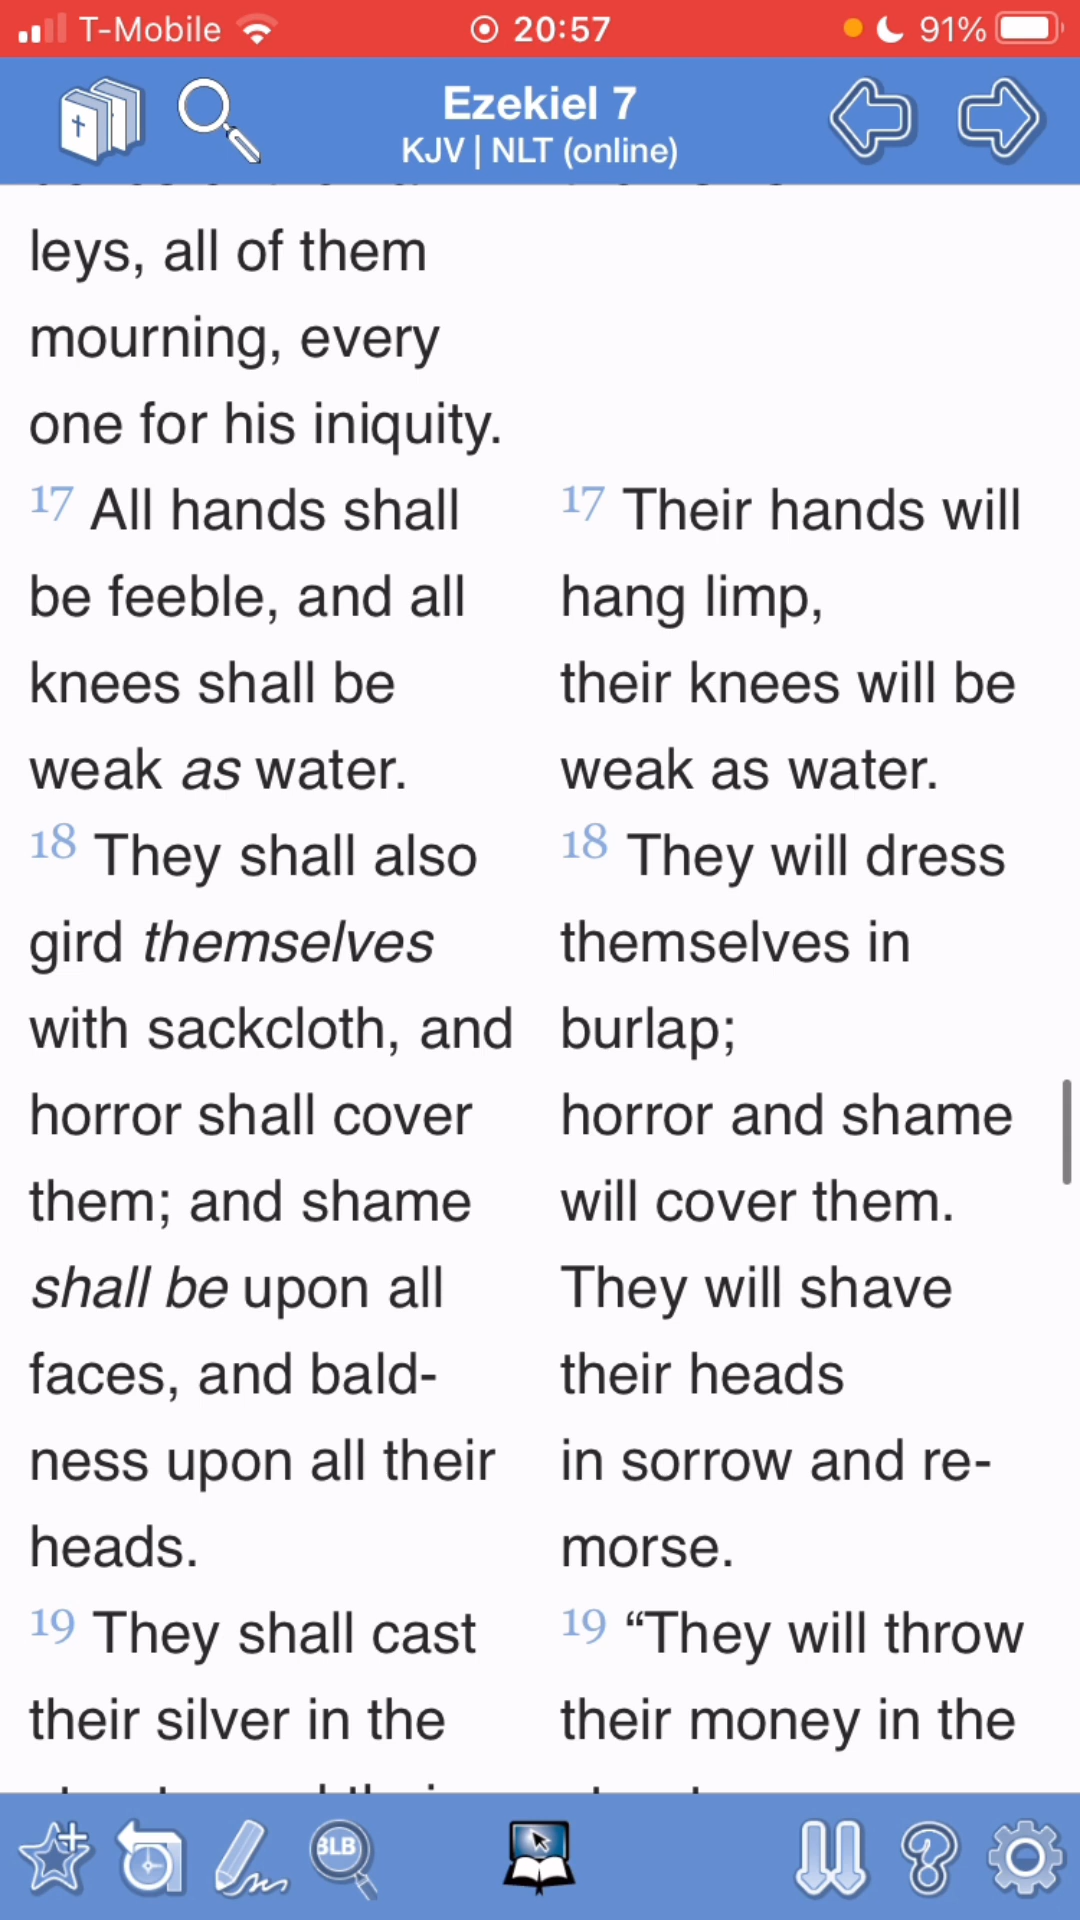 T-Mobile 20:57 91%
Ezekiel 7
KJV | NLT (online)
leys, all of them
mourning, every
one for his iniquity.
17 All hands shall
be feeble, and all
knees shall be
weak as water.
18 They shall also
gird themselves
with sackcloth, and
horror shall cover
them; and shame
shall be upon all
faces, and bald-
ness upon all their
heads.
19 They shall cast
their silver in the
17 Their hands will
hang limp,
their knees will be
weak as water.
18 They will dress
themselves in
burlap;
horror and shame
will cover them.
They will shave
their heads
in sorrow and re-
morse.
19 “They will throw
their money in the
BLB